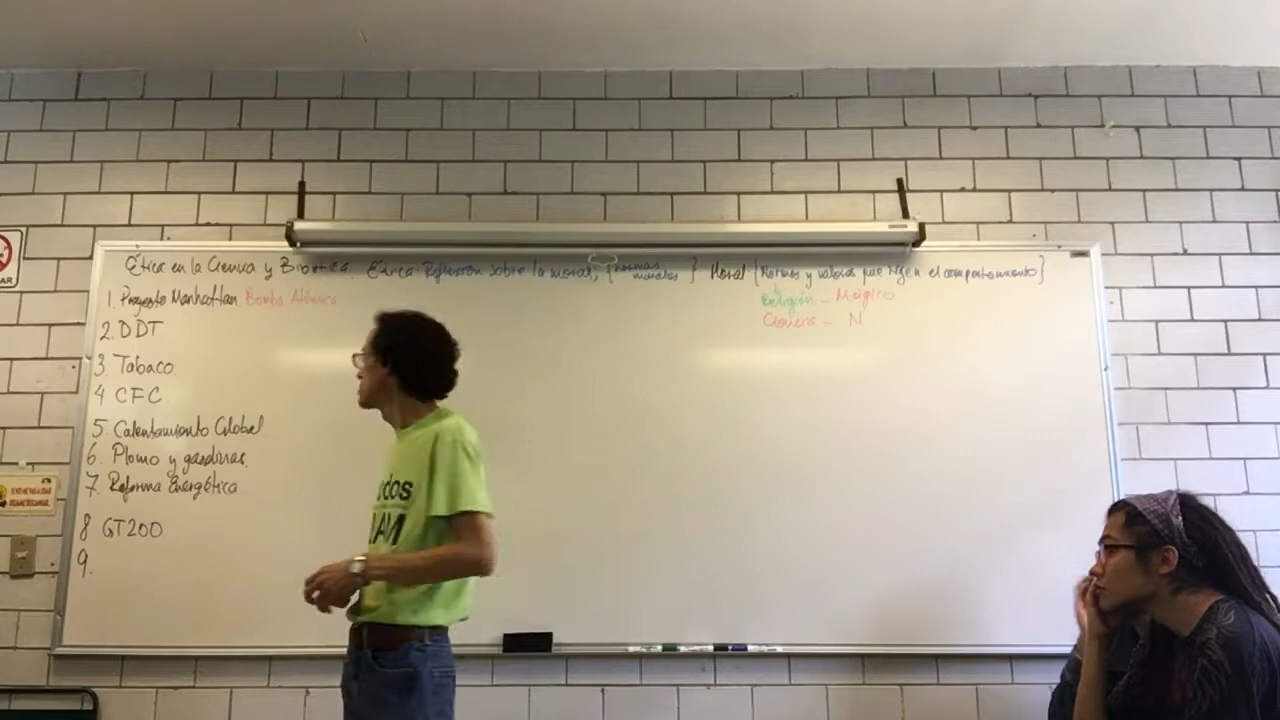 Ética en la Ciencia y Bioética. Ética Reflexión sobre la moral, {normas morales} Moral {Normas y valores que rigen el comportamiento}
1. Proyecto Manhattan Bomba Atómica
Religión - Mágico
Ciencia - N
2. DDT
3. Tabaco
4 CFC
5. Calentamiento Global
6. Plomo y gasolinas.
7. Reforma Energética
8 GT200
9.